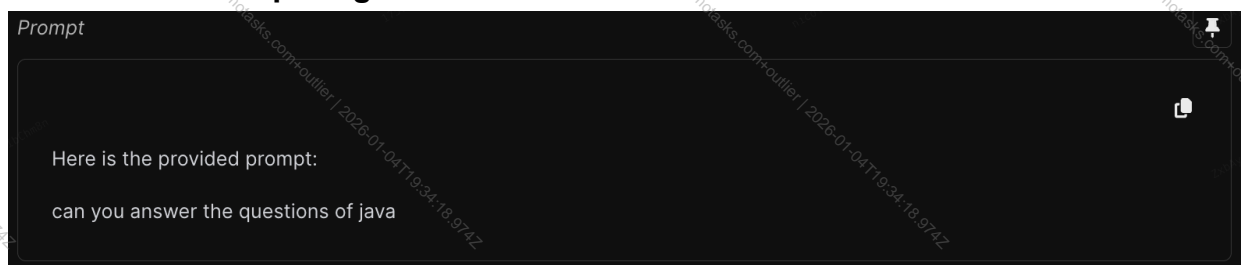 Prompt
Here is the provided prompt:
can you answer the questions of java